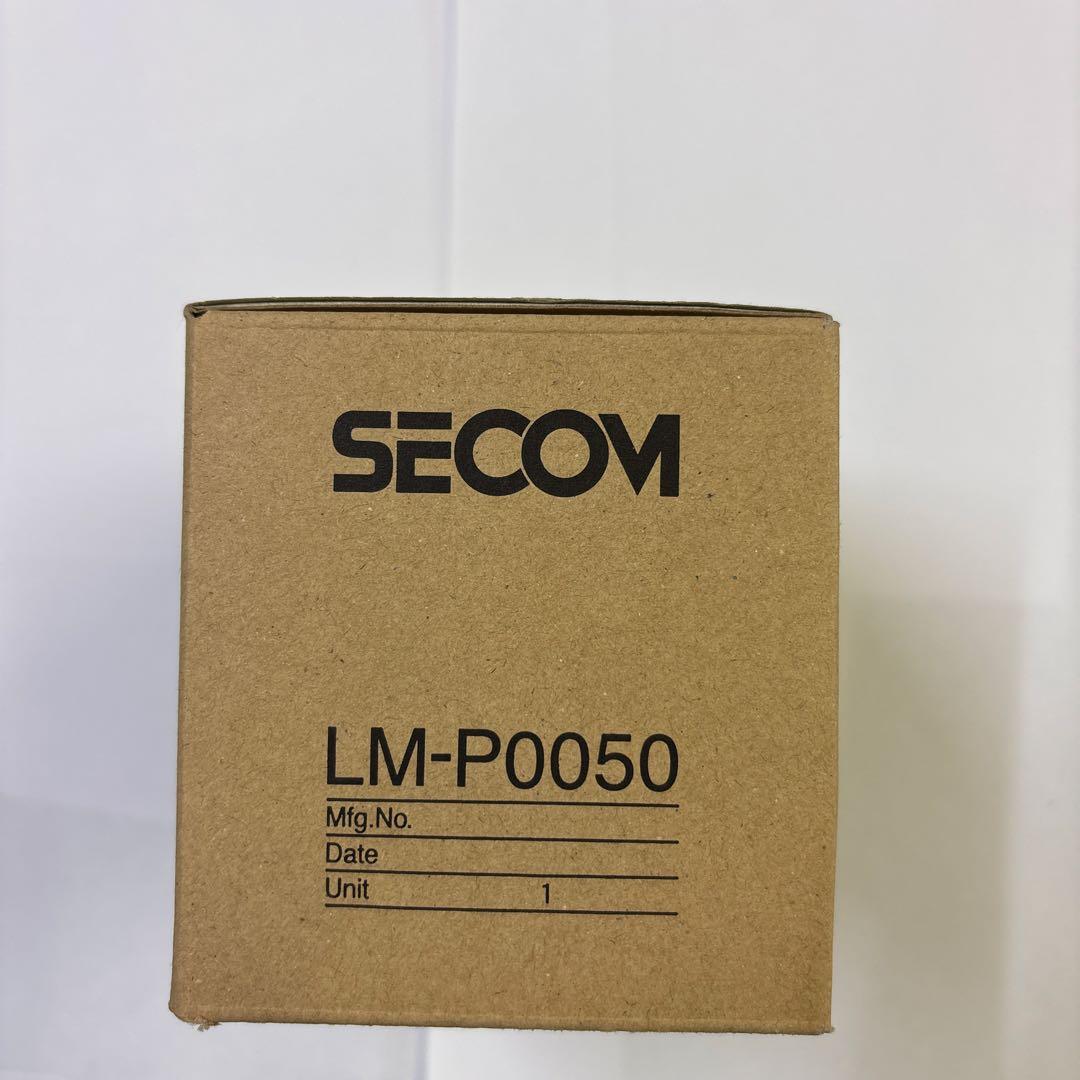 SECOM
LM-P0050
Mfg.No.
Date
Unit 1